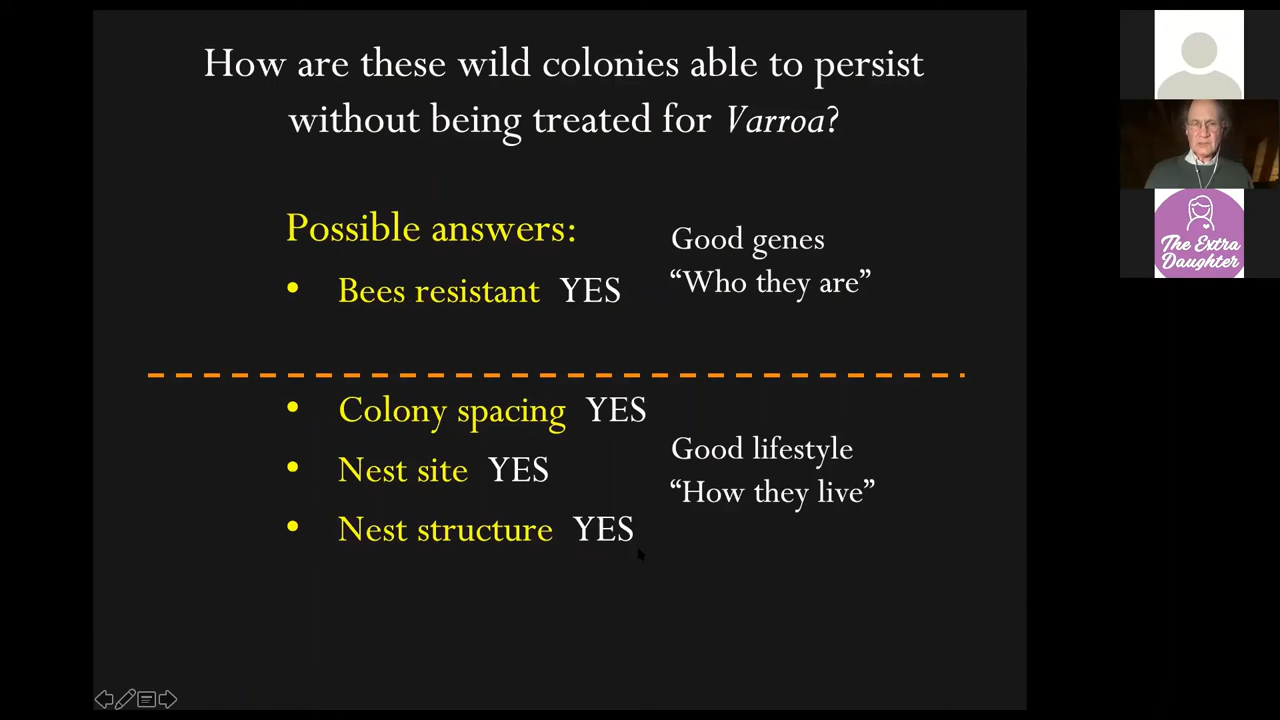 How are these wild colonies able to persist
without being treated for Varroa?
Possible answers:
• Bees resistant YES
Good genes
“Who they are”
• Colony spacing YES
• Nest site YES
• Nest structure YES
Good lifestyle
“How they live”
The Extra
Daughter